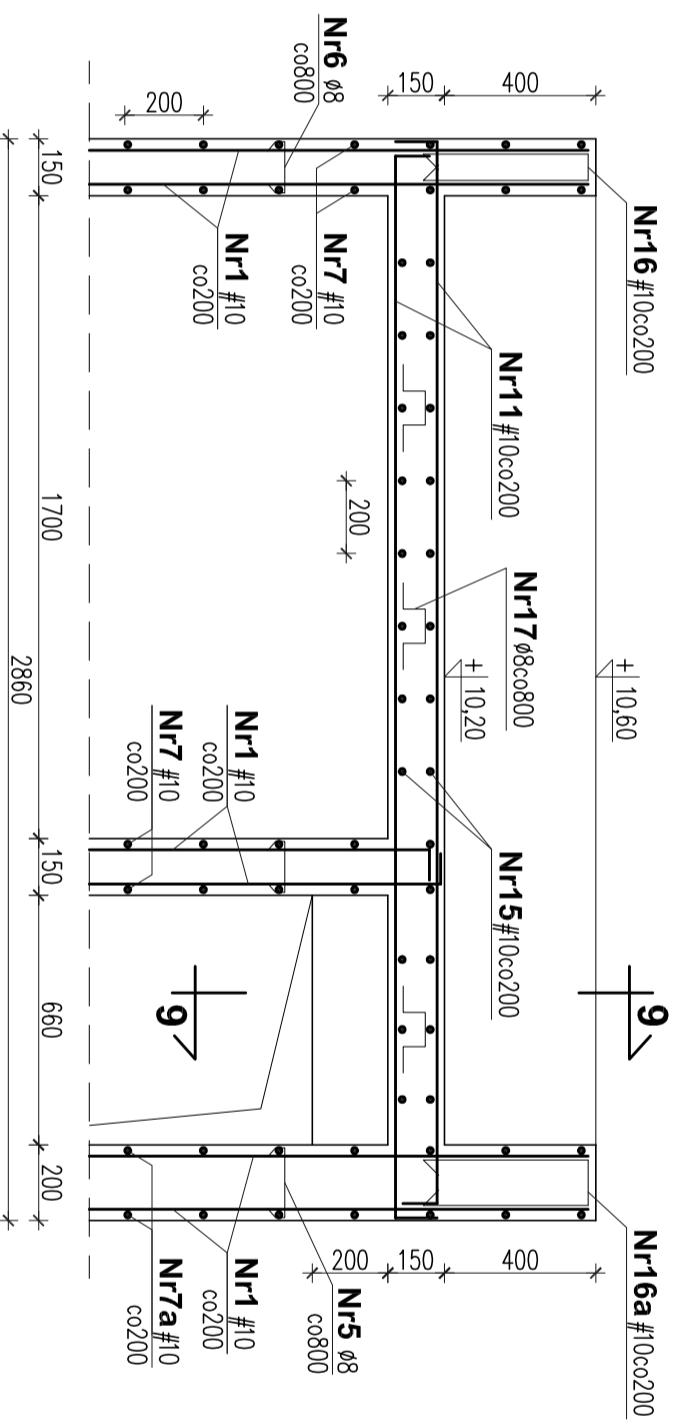 Nr16 #10co200
Nr11 #10co200
Nr17 ø8co800
+ 10,60
+ 10,20
Nr15 #10co200
9
Nr16a #10co200
400
150
Nr6 ø8
co800
200
Nr7 #10
co200
Nr1 #10
co200
200
Nr1 #10
co200
Nr7 #10
co200
9
400
150
200
Nr5 ø8
co800
Nr1 #10
co200
Nr7a #10
co200
150
1700
150
660
200
2860